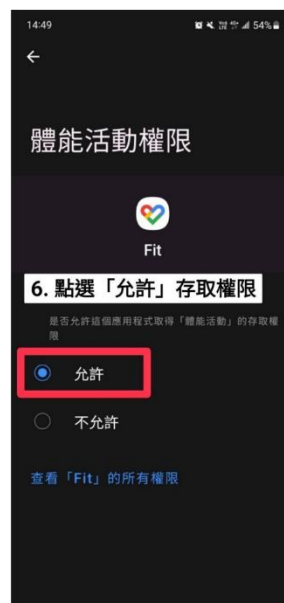 14:49
54%
體能活動權限
Fit
6. 點選「允許」存取權限
是否允許這個應用程式取得「體能活動」的存取權
限
允許
不允許
查看「Fit」的所有權限